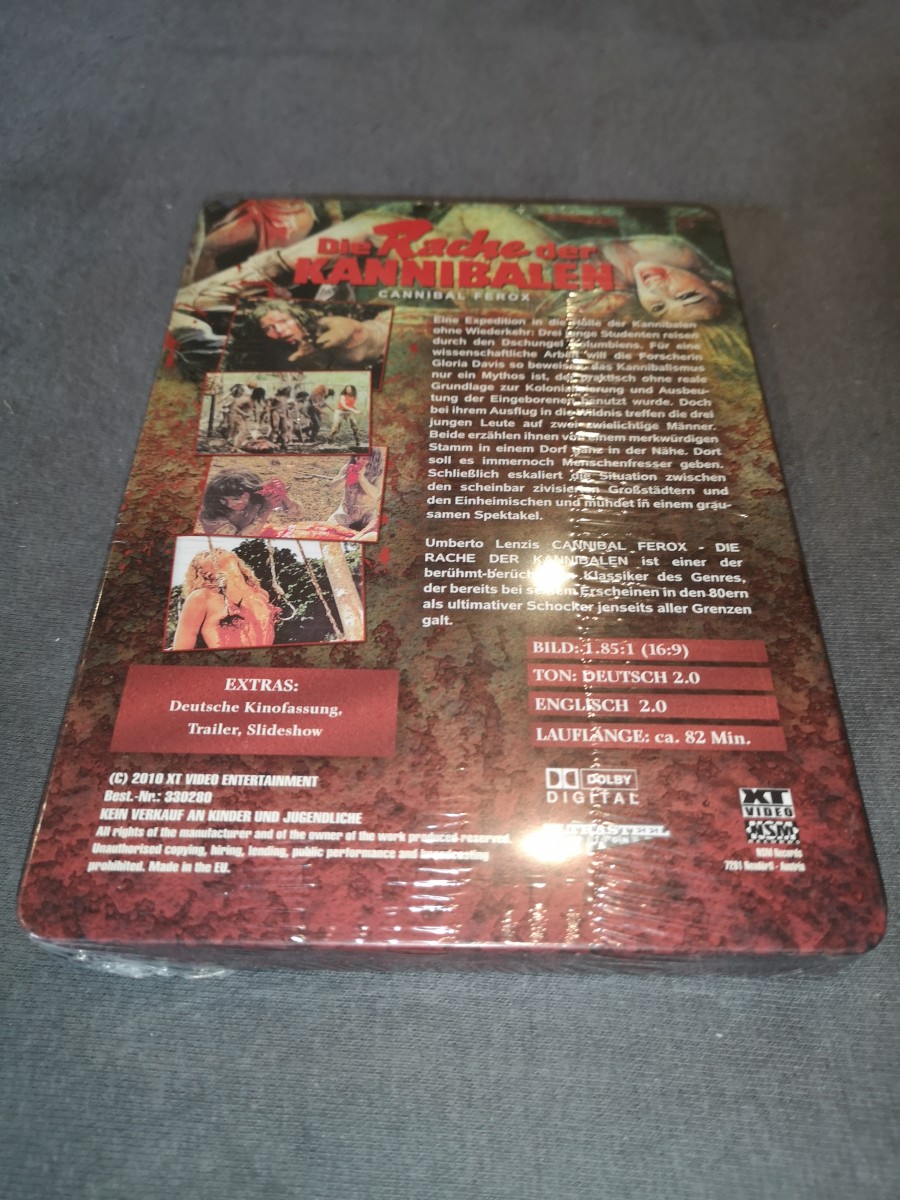 Die Rache der
KANNIBALEN
CANNIBAL FEROX
Eine Expedition in die Hölle der Kannibalen
ohne Wiederkehr: Drei junge Studenten reisen
durch den Dschungel Kolumbiens. Für eine
wissenschaftliche Arbeit will die Forscherin
Gloria Davis so beweisen, das Kannibalismus
nur ein Mythos ist, der praktisch ohne reale
Grundlage zur Kolonialisierung und Ausbeu-
tung der Eingeborenen benutzt wurde. Doch
bei ihrem Ausflug in die Wildnis treffen die drei
jungen Leute auf zwei zwielichtige Männer.
Beide erzählen ihnen von einem merkwürdigen
Stamm in einem Dorf ganz in der Nähe. Dort
soll es immernoch Menschenfresser geben.
Schließlich eskaliert die Situation zwischen
den scheinbar zivisierten Großstädtern und
den Einheimischen und mündet in einem grau-
samen Spektakel.
Umberto Lenzis CANNIBAL FEROX - DIE
RACHE DER KANNIBALEN ist einer der
Klassiker des Genres,
der bereits bei seinem Erscheinen in den 80ern
als ultimativer Schocker jenseits aller Grenzen
galt.
BILD: 1.85:1 (16:9)
TON: DEUTSCH 2.0
ENGLISCH 2.0
LAUFLÄNGE: ca. 82 Min.
EXTRAS:
Deutsche Kinofassung,
Trailer, Slideshow
(C) 2010 XT VIDEO ENTERTAINMENT
Best.-Nr.: 330280
KEIN VERKAUF AN KINDER UND JUGENDLICHE
All rights of the manufacturer and of the owner of the work produced reserved.
Unauthorised copying, hiring, lending, public performance and broadcasting
prohibited. Made in the EU.
DOLBY
DIGITAL
XT
VIDEO
NSM
NSM Records
7201 Neudörfl - Austria